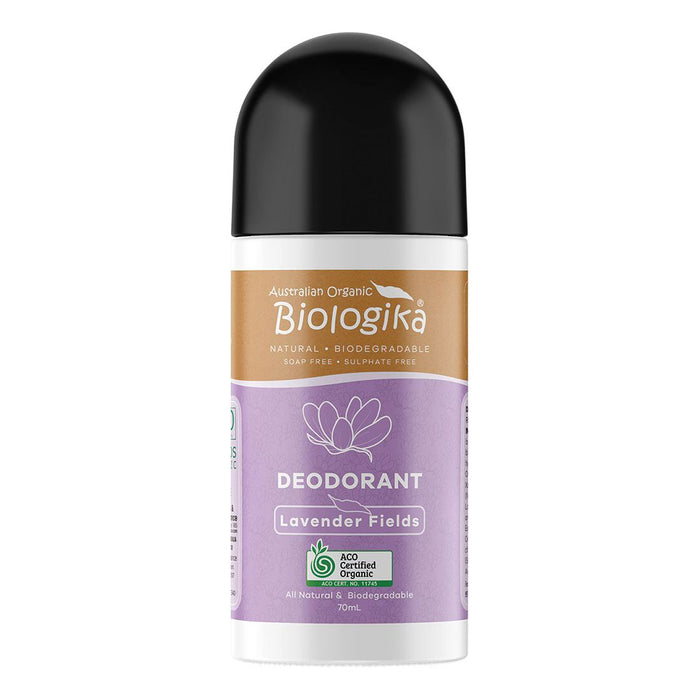 Australian Organic
Biologika®
NATURAL • BIODEGRADABLE
SOAP FREE • SULPHATE FREE
DEODORANT
Lavender Fields
ACO
Certified
Organic
ACO CERT. NO. 11745
All Natural & Biodegradable
70mL